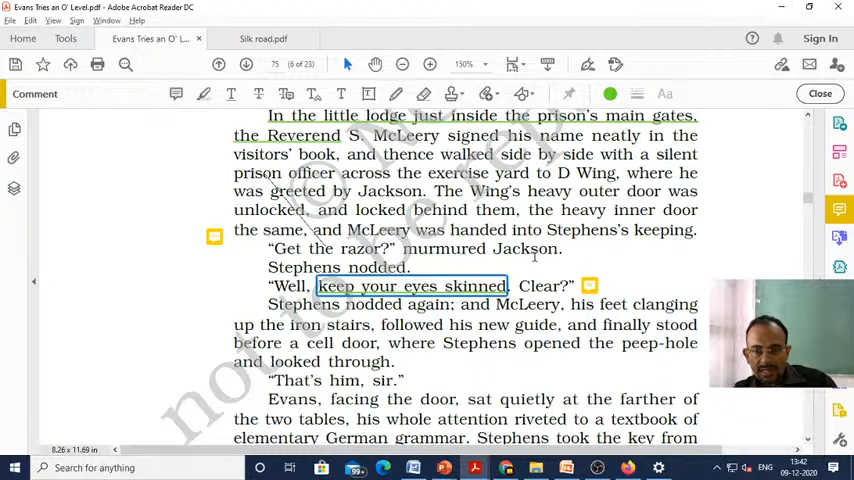 Evans Tries an O' Level.pdf - Adobe Acrobat Reader DC
File Edit View Sign Window Help
Home Tools Evans Tries an O' L... × Silk road.pdf Sign In
75 (6 of 23) 150%
Comment Close
In the little lodge just inside the prison's main gates,
the Reverend S. McLeery signed his name neatly in the
visitors' book, and thence walked side by side with a silent
prison officer across the exercise yard to D Wing, where he
was greeted by Jackson. The Wing's heavy outer door was
unlocked, and locked behind them, the heavy inner door
the same, and McLeery was handed into Stephens's keeping.
“Get the razor?” murmured Jackson.
Stephens nodded.
“Well, keep your eyes skinned. Clear?”
Stephens nodded again; and McLeery, his feet clanging
up the iron stairs, followed his new guide, and finally stood
before a cell door, where Stephens opened the peep-hole
and looked through.
“That's him, sir.”
Evans, facing the door, sat quietly at the farther of
the two tables, his whole attention riveted to a textbook of
elementary German grammar. Stephens took the key from
not to be rep
8.26 x 11.69 in
Search for anything
99+
ENG
13:42
09-12-2020